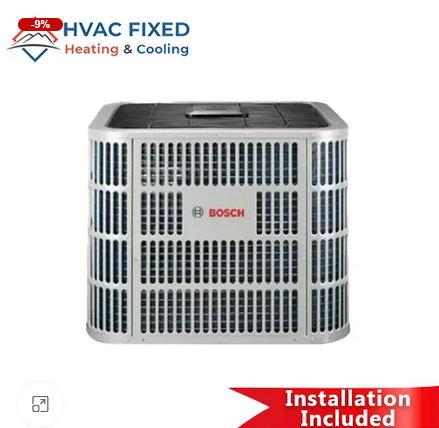 -9%
HVAC FIXED
Heating & Cooling
BOSCH
Installation
Included